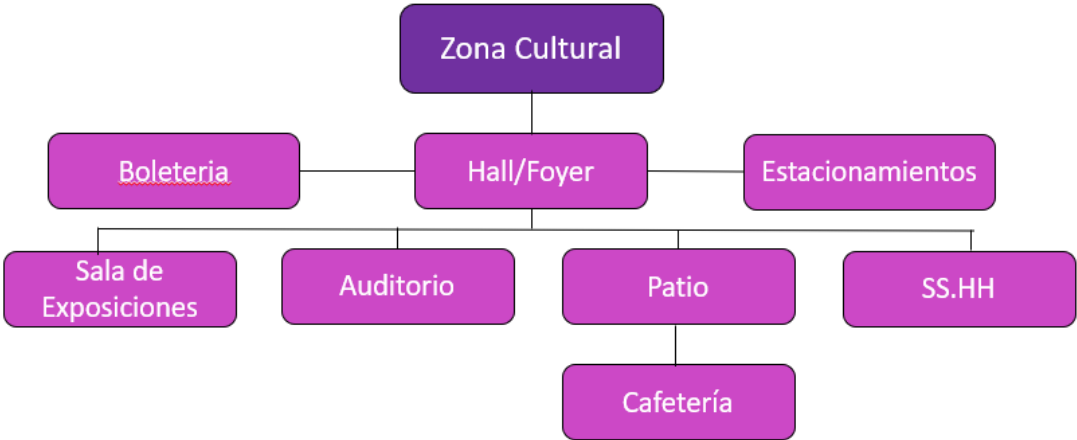 Zona Cultural
Boleteria
Hall/Foyer
Estacionamientos
Sala de
Exposiciones
Auditorio
Patio
SS.HH
Cafetería